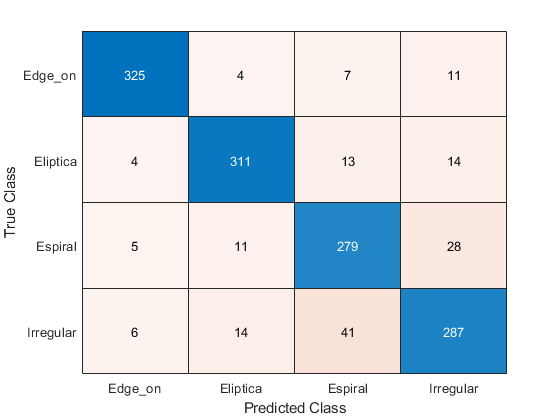 True Class
Edge_on 325 4 7 11
Eliptica 4 311 13 14
Espiral 5 11 279 28
Irregular 6 14 41 287
Edge_on Eliptica Espiral Irregular
Predicted Class